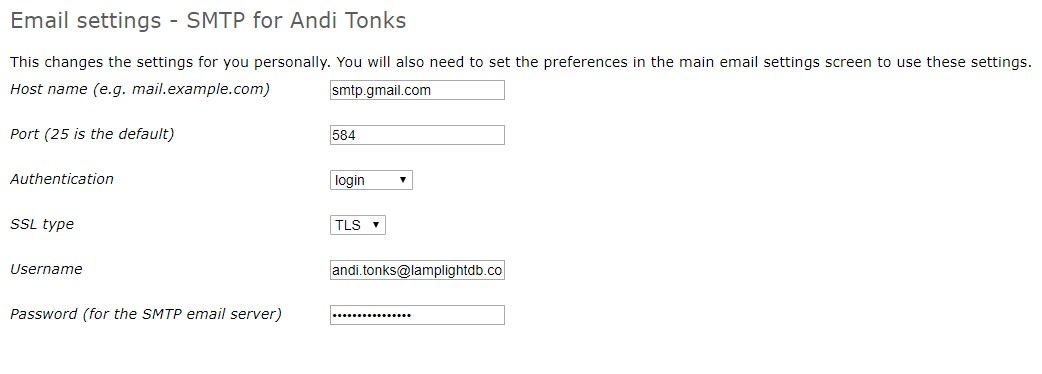 Email settings - SMTP for Andi Tonks
This changes the settings for you personally. You will also need to set the preferences in the main email settings screen to use these settings.
Host name (e.g. mail.example.com) smtp.gmail.com
Port (25 is the default) 584
Authentication login
SSL type TLS
Username andi.tonks@lamplightdb.co
Password (for the SMTP email server) ••••••••••••••••